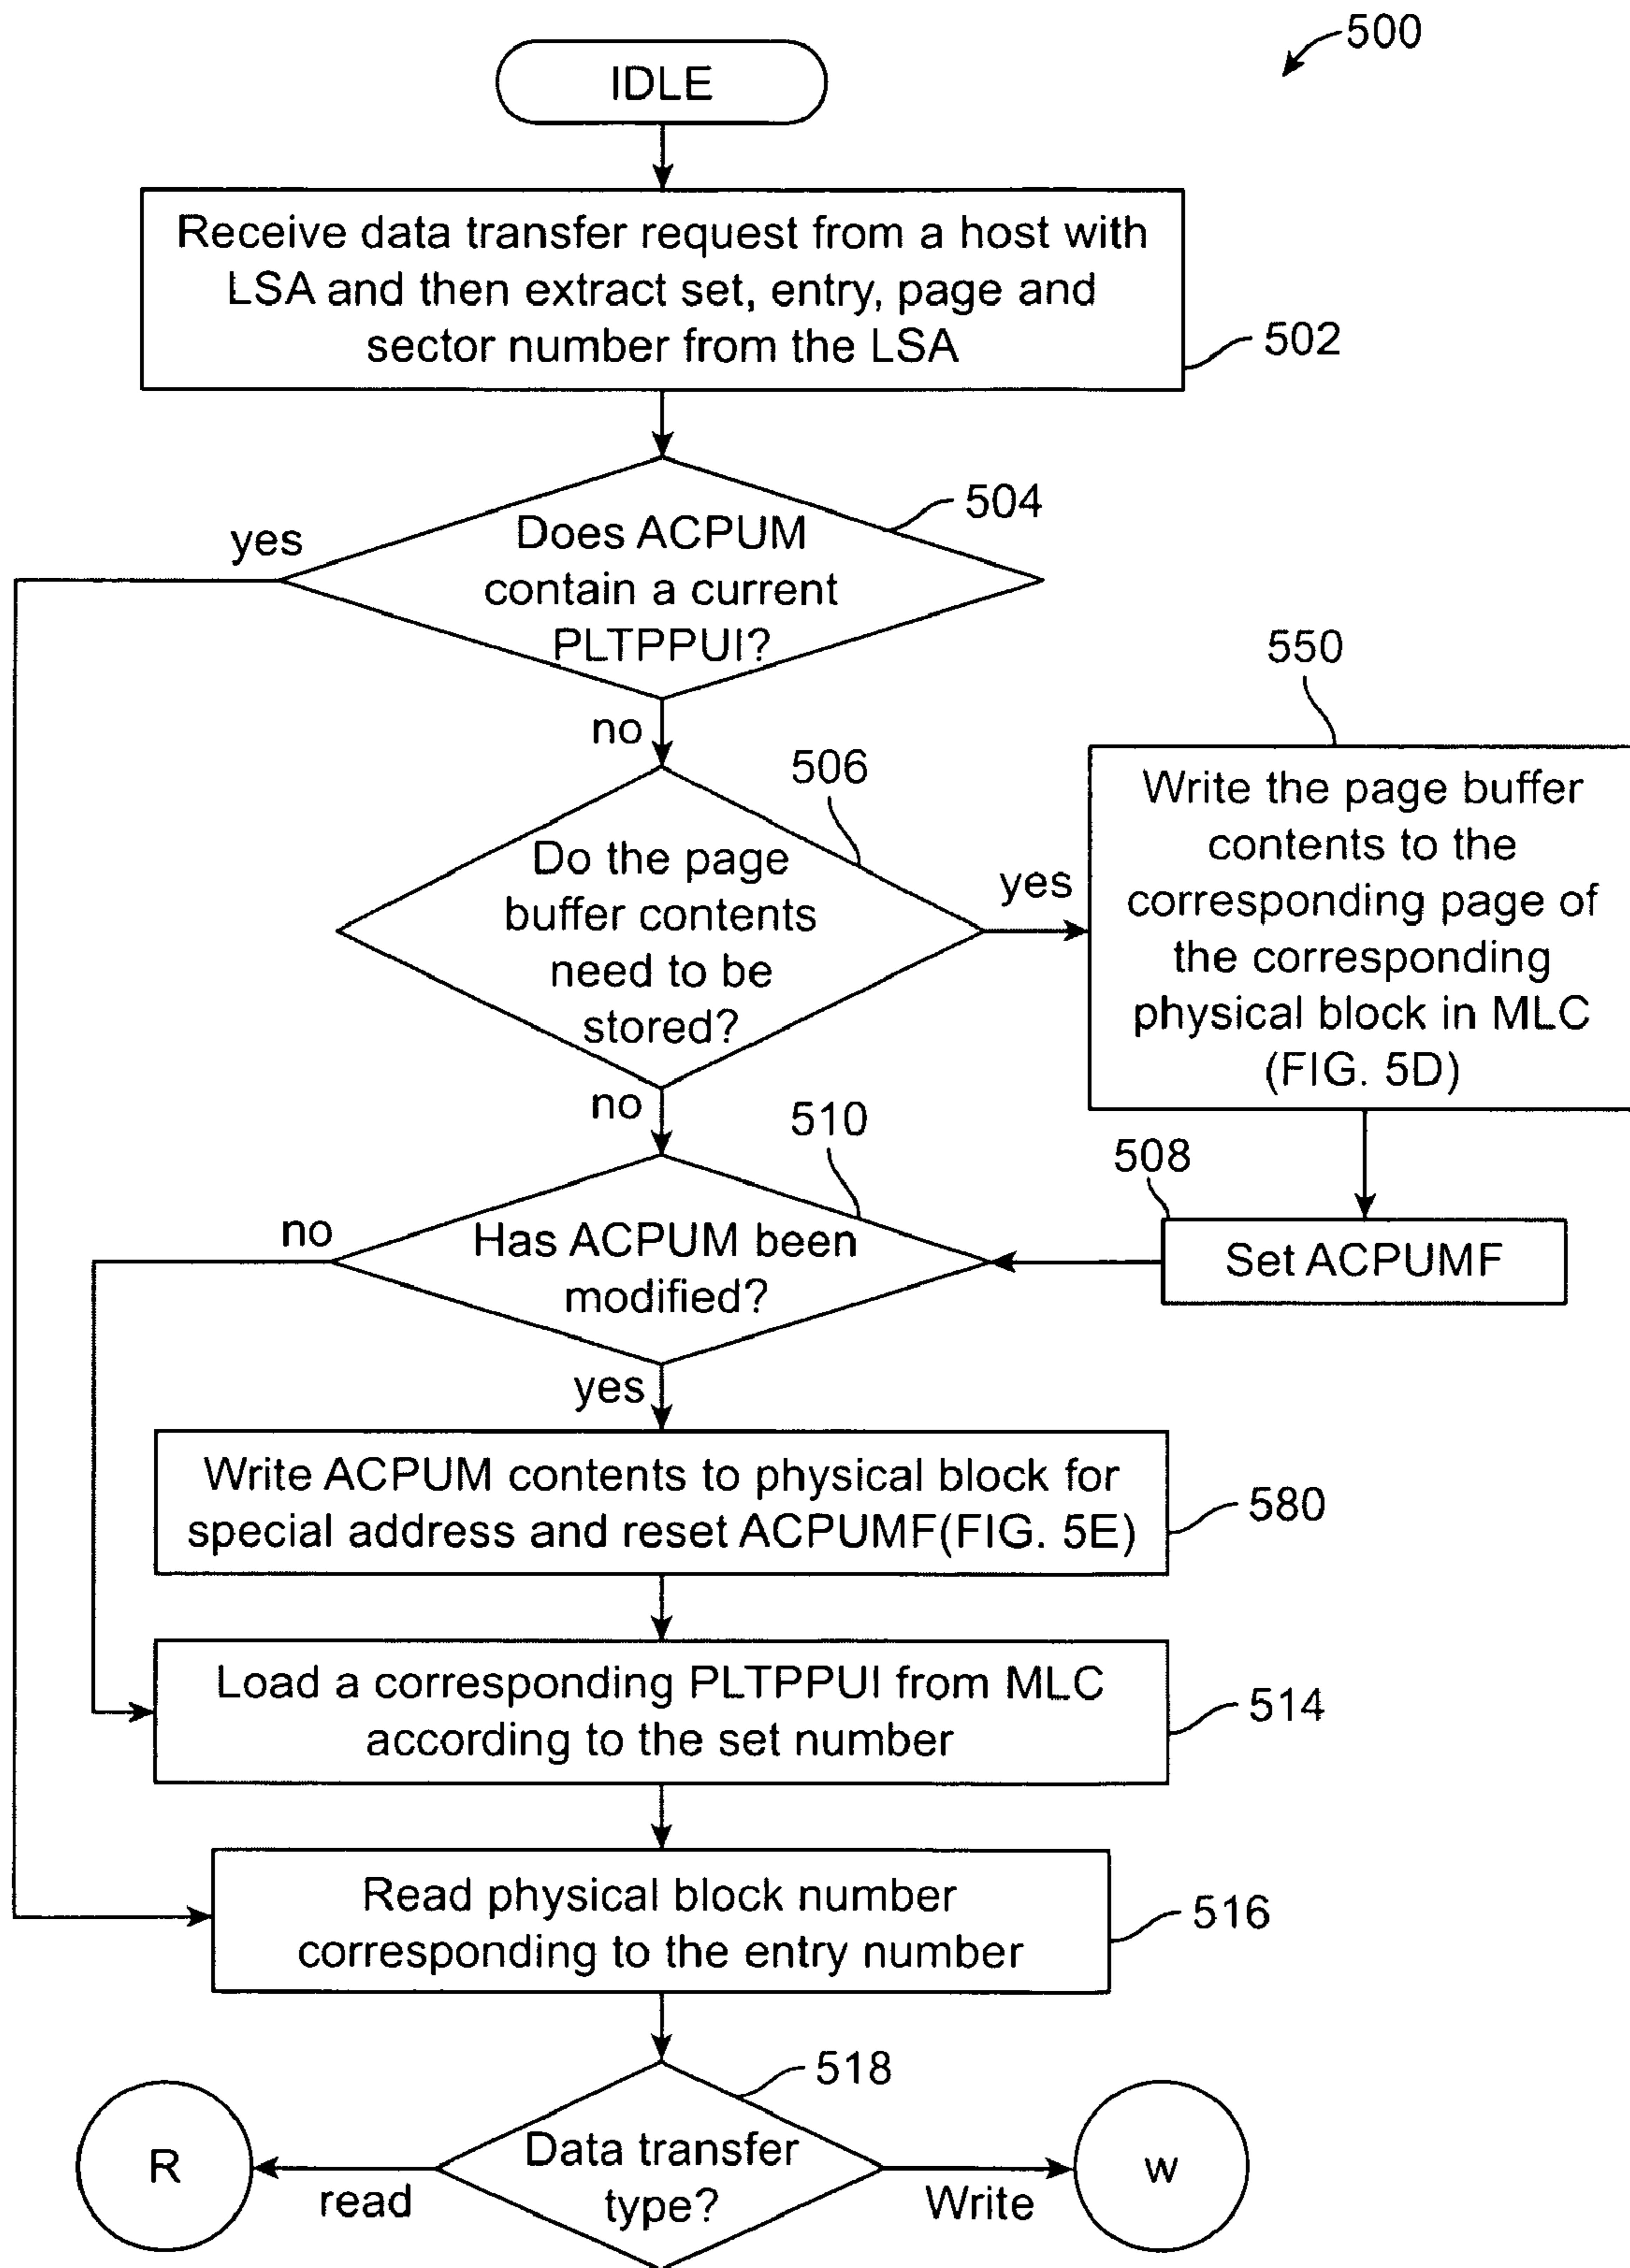 500
IDLE
Receive data transfer request from a host with
LSA and then extract set, entry, page and
sector number from the LSA
502
504
yes
Does ACPUM
contain a current
PLTPPUI?
no
550
506
Write the page buffer
contents to the
corresponding page of
the corresponding
physical block in MLC
(FIG. 5D)
Do the page
buffer contents
need to be
stored?
yes
no
510
508
no
Has ACPUM been
modified?
Set ACPUMF
yes
Write ACPUM contents to physical block for
special address and reset ACPUMF(FIG. 5E)
580
Load a corresponding PLTPPUI from MLC
according to the set number
514
Read physical block number
corresponding to the entry number
516
518
R
read
Data transfer
type?
Write
w